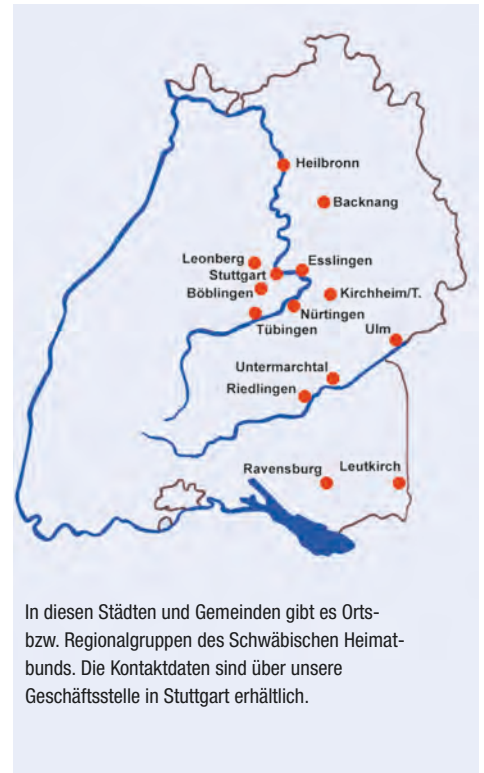 Heilbronn
Backnang
Leonberg
Esslingen
Stuttgart
Böblingen
Kirchheim/T.
Nürtingen
Tübingen
Ulm
Untermarchtal
Riedlingen
Ravensburg
Leutkirch
In diesen Städten und Gemeinden gibt es Orts-
bzw. Regionalgruppen des Schwäbischen Heimat-
bunds. Die Kontaktdaten sind über unsere
Geschäftsstelle in Stuttgart erhältlich.